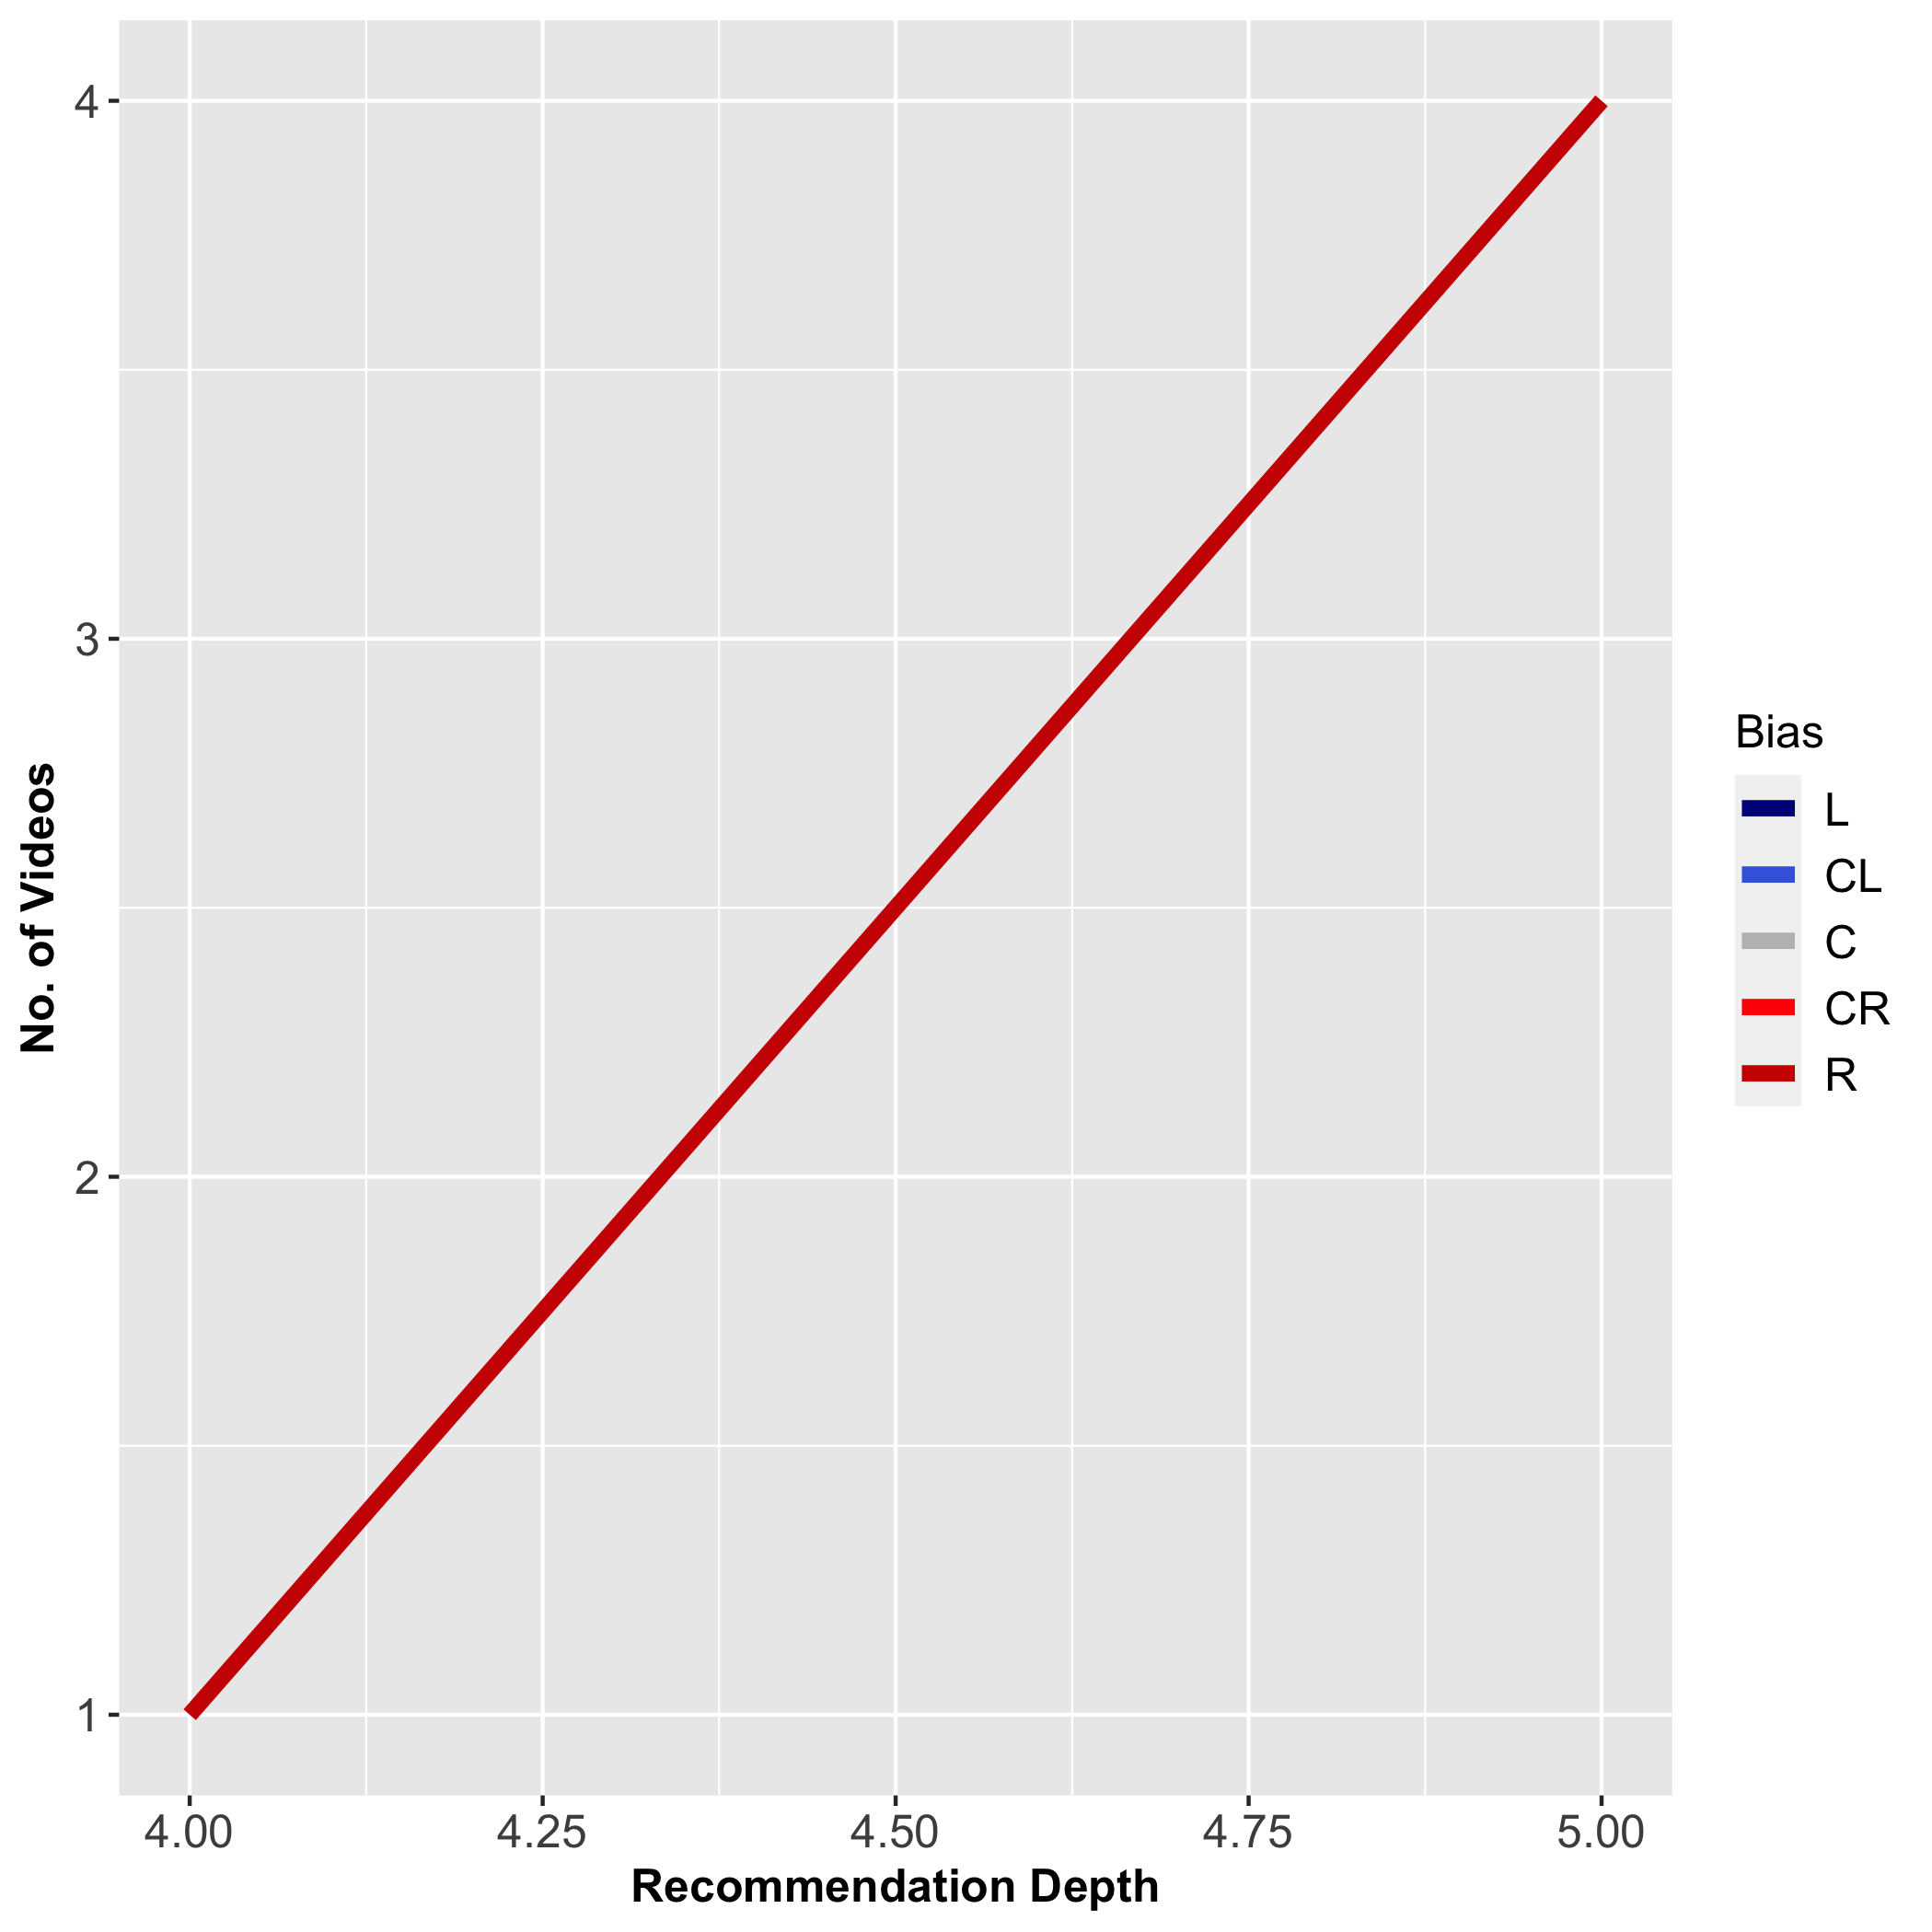 No. of Videos
4
3
2
1
4.00 4.25 4.50 4.75 5.00
Recommendation Depth
Bias
L
CL
C
CR
R